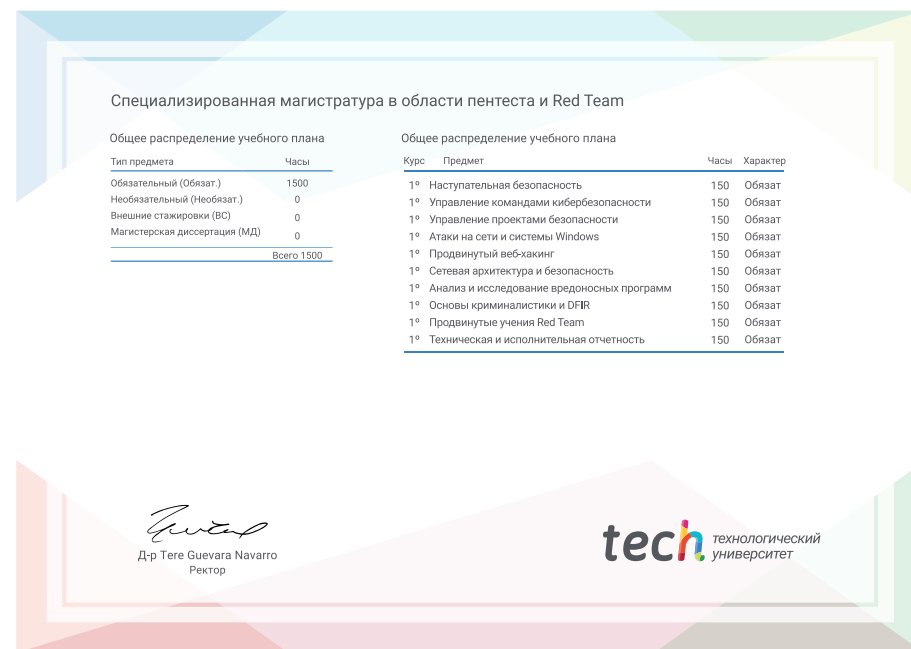 Специализированная магистратура в области пентеста и Red Team
Общее распределение учебного плана
Тип предмета Часы
Обязательный (Обязат.) 1500
Необязательный (Необязат.) 0
Внешние стажировки (ВС) 0
Магистерская диссертация (МД) 0
Всего 1500
Общее распределение учебного плана
Курс Предмет Часы Характер
1º Наступательная безопасность 150 Обязат
1º Управление командами кибербезопасности 150 Обязат
1º Управление проектами безопасности 150 Обязат
1º Атаки на сети и системы Windows 150 Обязат
1º Продвинутый веб-хакинг 150 Обязат
1º Сетевая архитектура и безопасность 150 Обязат
1º Анализ и исследование вредоносных программ 150 Обязат
1º Основы криминалистики и DFIR 150 Обязат
1º Продвинутые учения Red Team 150 Обязат
1º Техническая и исполнительная отчетность 150 Обязат
Д-р Tere Guevara Navarro
Ректор
tech технологический
университет